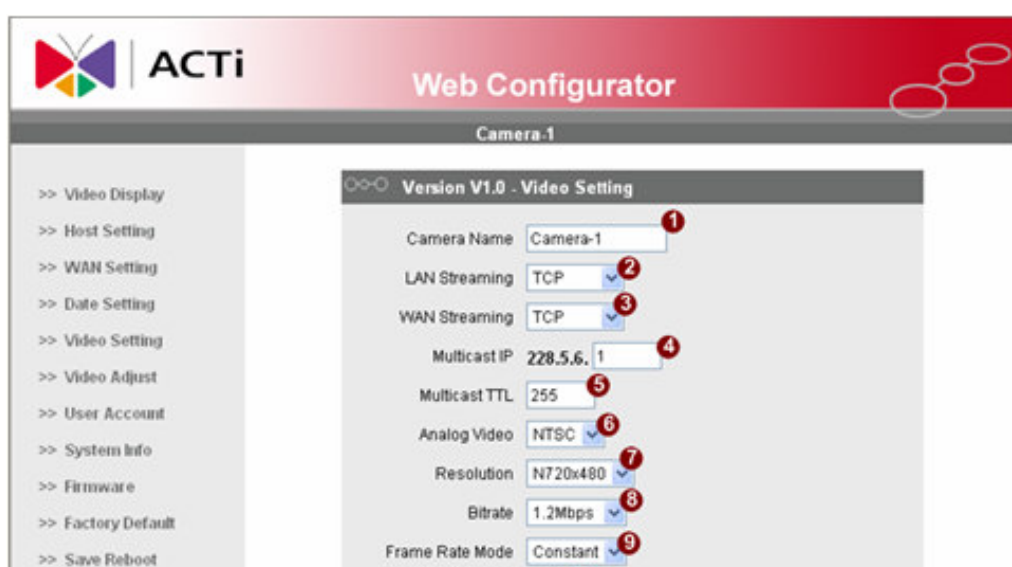 ACTi
Web Configurator
Camera-1
>> Video Display
>> Host Setting
>> WAN Setting
>> Date Setting
>> Video Setting
>> Video Adjust
>> User Account
>> System Info
>> Firmware
>> Factory Default
>> Save Reboot
Version V1.0 - Video Setting
Camera Name Camera-1 1
LAN Streaming TCP 2
WAN Streaming TCP 3
Multicast IP 228.5.6. 1 4
Multicast TTL 255 5
Analog Video NTSC 6
Resolution N720x480 7
Bitrate 1.2Mbps 8
Frame Rate Mode Constant 9